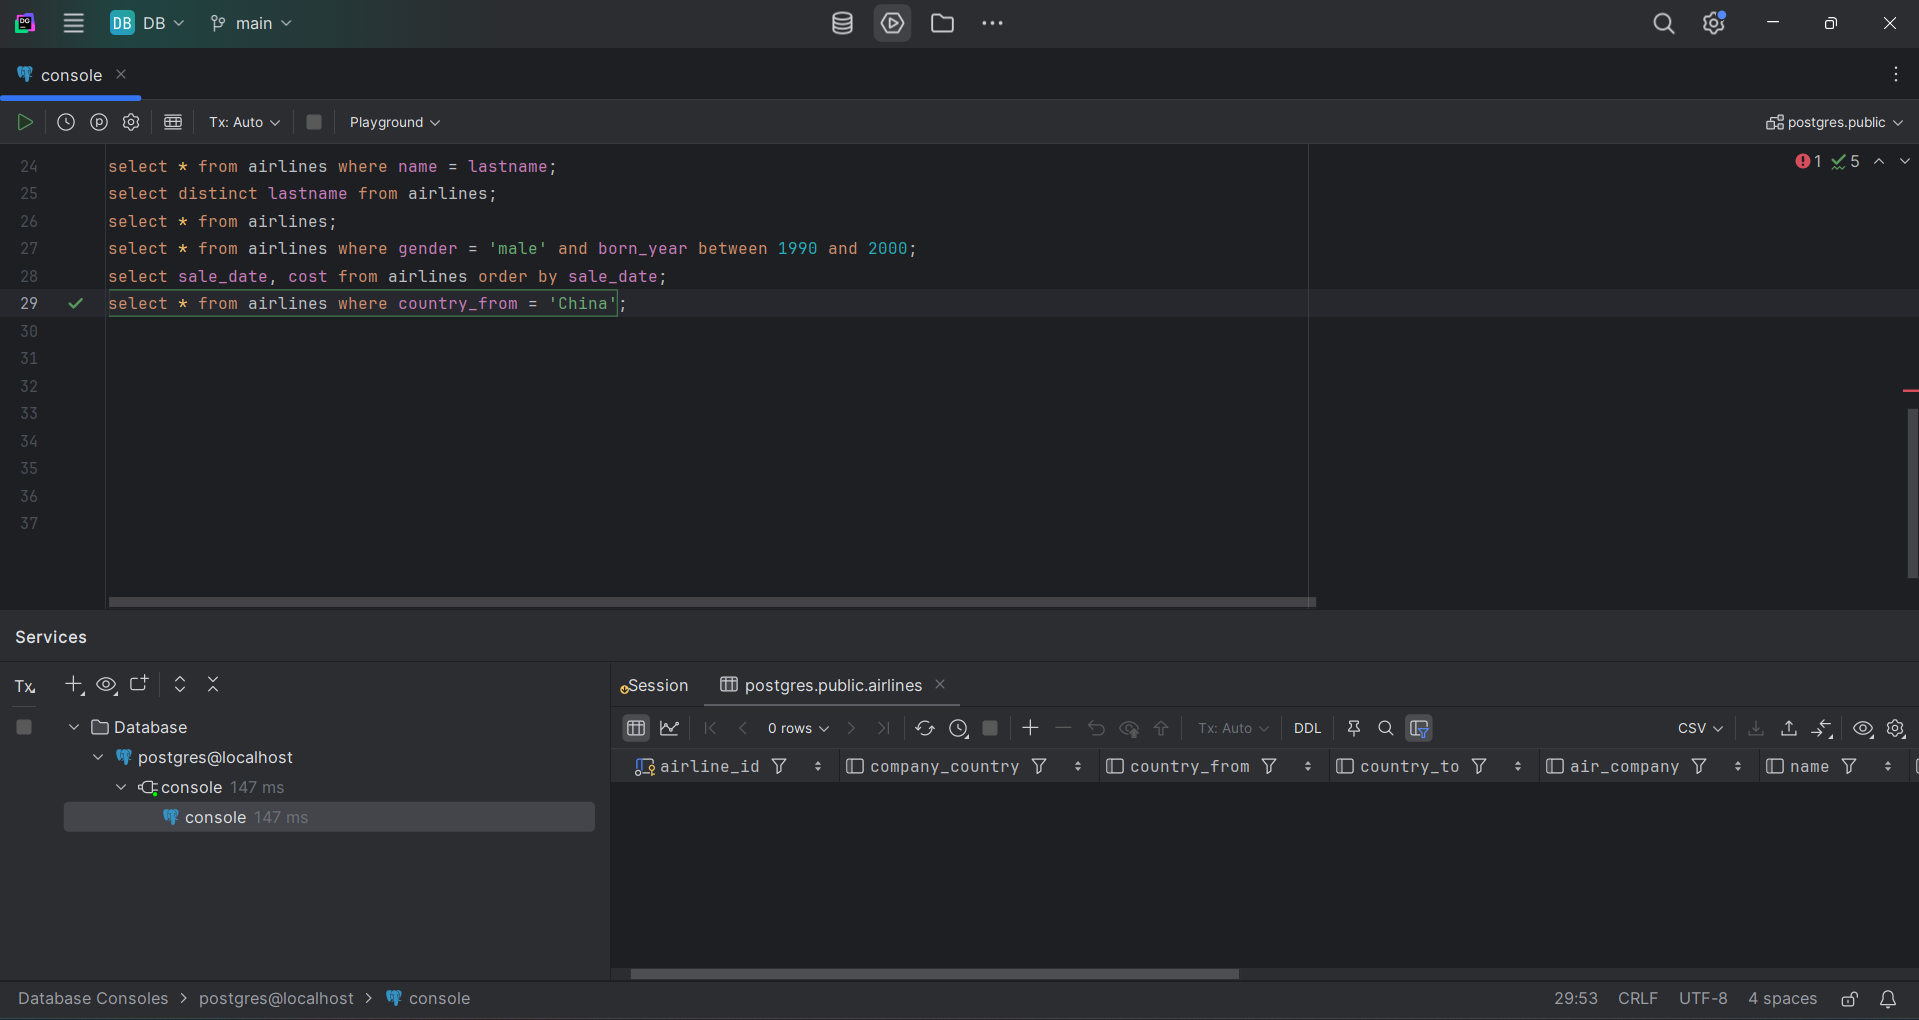 DB DB main
console
Tx: Auto Playground postgres.public
24 select * from airlines where name = lastname;
1 5
25 select distinct lastname from airlines;
26 select * from airlines;
27 select * from airlines where gender = 'male' and born_year between 1990 and 2000;
28 select sale_date, cost from airlines order by sale_date;
29 select * from airlines where country_from = 'China';
30
31
32
33
34
35
36
37
Services
Tx
Session postgres.public.airlines
Database
0 rows Tx: Auto DDL CSV
postgres@localhost
airline_id company_country country_from country_to air_company name
console 147 ms
console 147 ms
Database Consoles > postgres@localhost > console 29:53 CRLF UTF-8 4 spaces